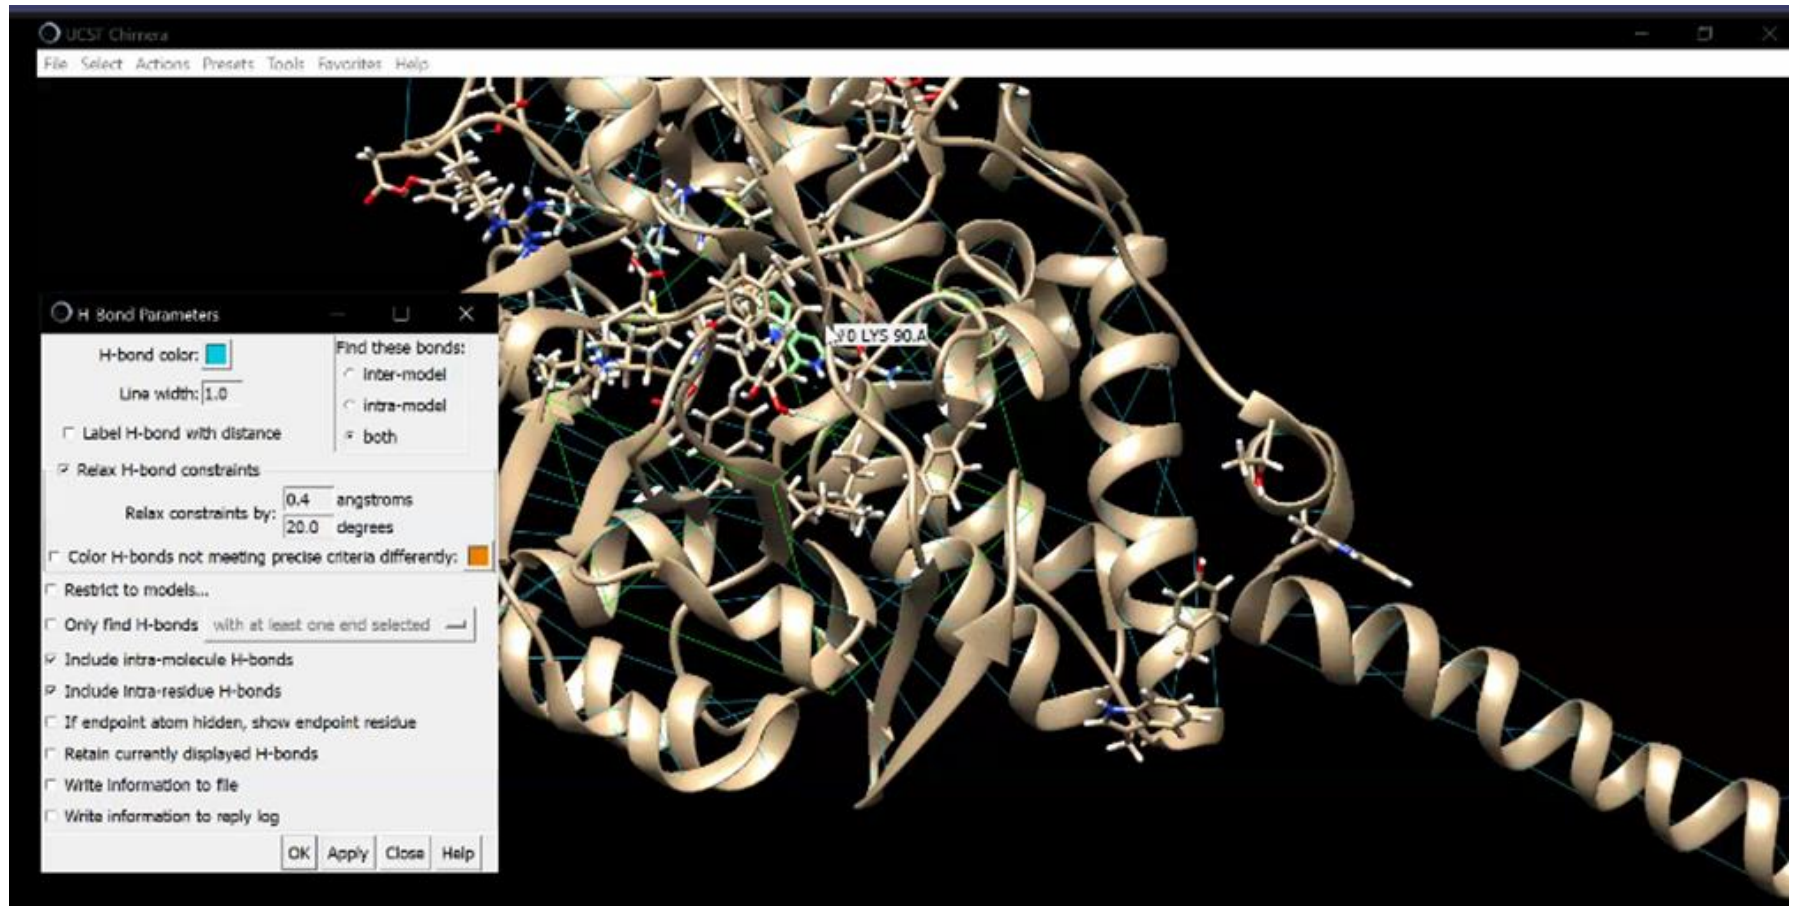 UCSF Chimera
File Select Actions Presets Tools Favorites Help
H Bond Parameters
H-bond color:
Find these bonds:
inter-model
Line width: 1.0
intra-model
Label H-bond with distance
both
Relax H-bond constraints
Relax constraints by:
0.4 angstroms
20.0 degrees
Color H-bonds not meeting precise criteria differently:
Restrict to models...
Only find H-bonds with at least one end selected
Include intra-molecule H-bonds
Include intra-residue H-bonds
If endpoint atom hidden, show endpoint residue
Retain currently displayed H-bonds
Write information to file
Write information to reply log
OK Apply Close Help
LYS 90.A